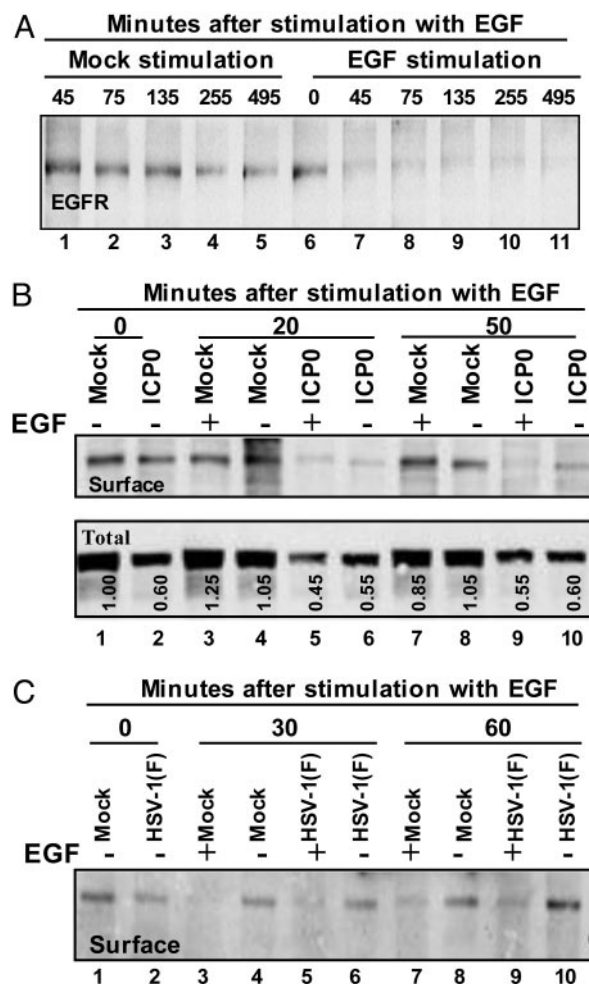 A
Minutes after stimulation with EGF
Mock stimulation EGF stimulation
45 75 135 255 495 0 45 75 135 255 495
EGFR
1 2 3 4 5 6 7 8 9 10 11
B
Minutes after stimulation with EGF
0 20 50
Mock ICP0 Mock Mock ICP0 ICP0 Mock Mock ICP0 ICP0
EGF - - + - + - + - + -
Surface
Total
1.00 0.60 1.25 1.05 0.45 0.55 0.85 1.05 0.55 0.60
1 2 3 4 5 6 7 8 9 10
C
Minutes after stimulation with EGF
0 30 60
Mock HSV-1(F) Mock Mock HSV-1(F) HSV-1(F) Mock Mock HSV-1(F) HSV-1(F)
EGF - - + - + - + - + -
Surface
1 2 3 4 5 6 7 8 9 10